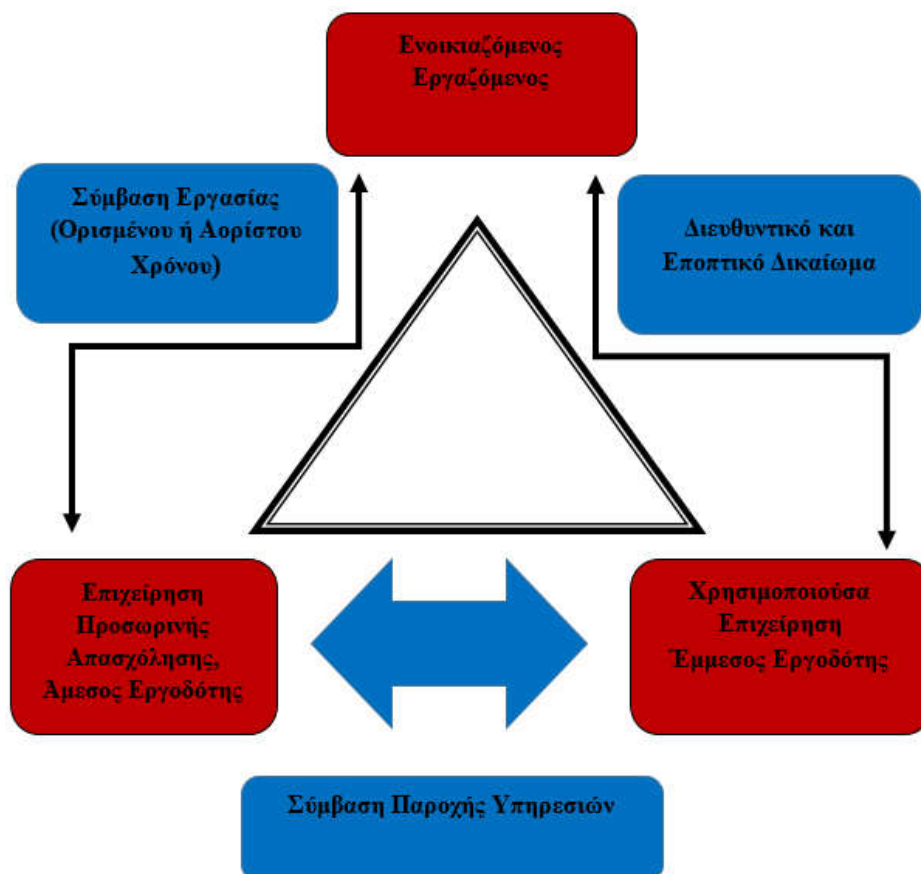 Ενοικιαζόμενος
Εργαζόμενος
Σύμβαση Εργασίας
(Ορισμένου ή Αορίστου
Χρόνου)
Διευθυντικό και
Εποπτικό Δικαίωμα
Επιχείρηση
Προσωρινής
Απασχόλησης,
Άμεσος Εργοδότης
Χρησιμοποιούσα
Επιχείρηση
Έμμεσος Εργοδότης
Σύμβαση Παροχής Υπηρεσιών